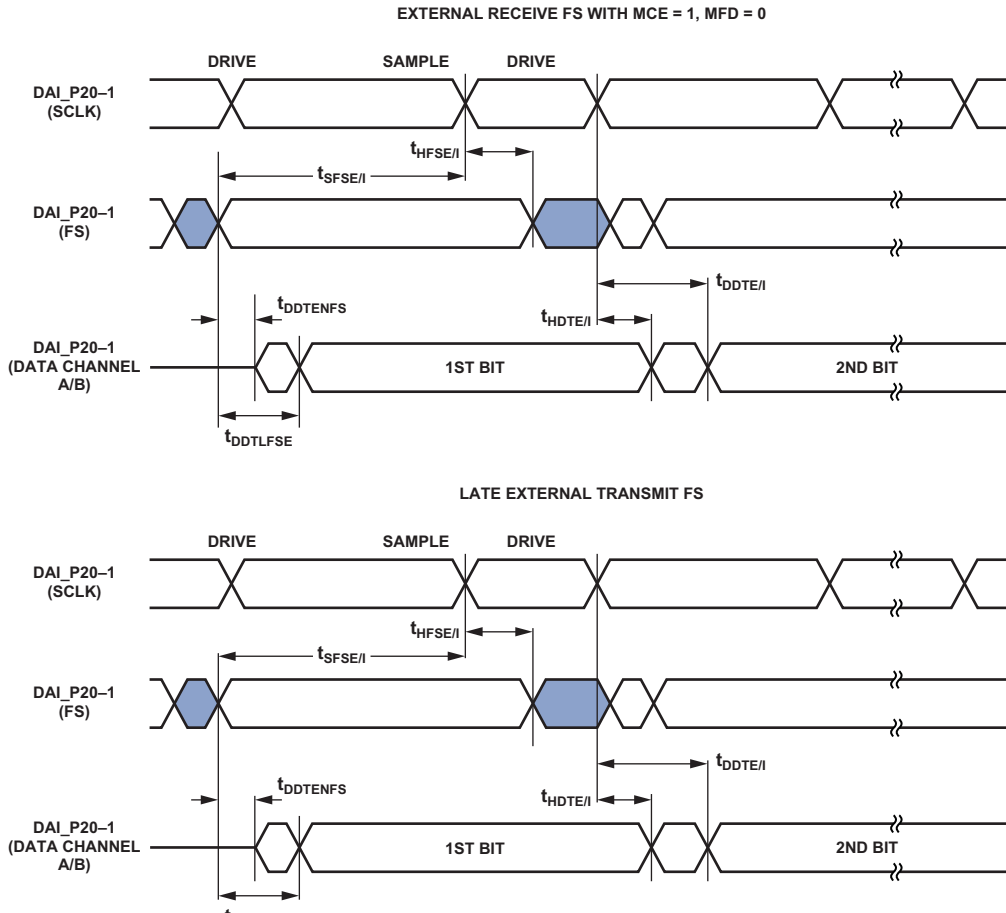 EXTERNAL RECEIVE FS WITH MCE = 1, MFD = 0
DRIVE SAMPLE DRIVE
DAI_P20–1
(SCLK)
tHFSE/I
tSFSE/I
DAI_P20–1
(FS)
tDDTE/I
tDDTENFS
tHDTE/I
DAI_P20–1
(DATA CHANNEL
A/B)
1ST BIT 2ND BIT
tDDTLFSE
LATE EXTERNAL TRANSMIT FS
DRIVE SAMPLE DRIVE
DAI_P20–1
(SCLK)
tHFSE/I
tSFSE/I
DAI_P20–1
(FS)
tDDTE/I
tDDTENFS
tHDTE/I
DAI_P20–1
(DATA CHANNEL
A/B)
1ST BIT 2ND BIT